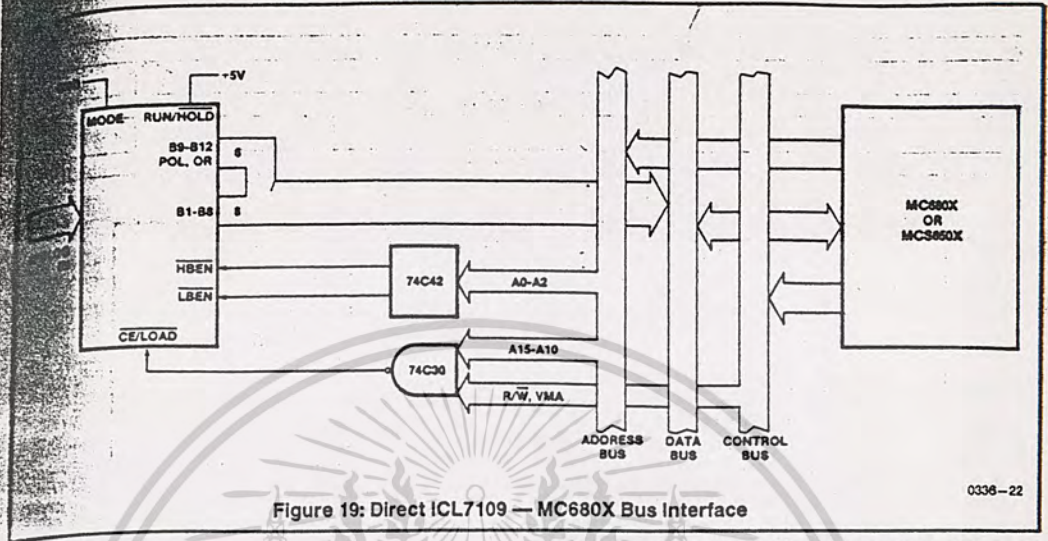 +5V
MODE RUN/HOLD
B9-B12
POL, OR
6
B1-B8
8
HBEN
LBEN
CE/LOAD
74C42
A0-A2
74C30
A15-A10
R/W, VMA
MC680X
OR
MCS650X
ADDRESS
BUS
DATA
BUS
CONTROL
BUS
0336-22
Figure 19: Direct ICL7109 — MC680X Bus Interface